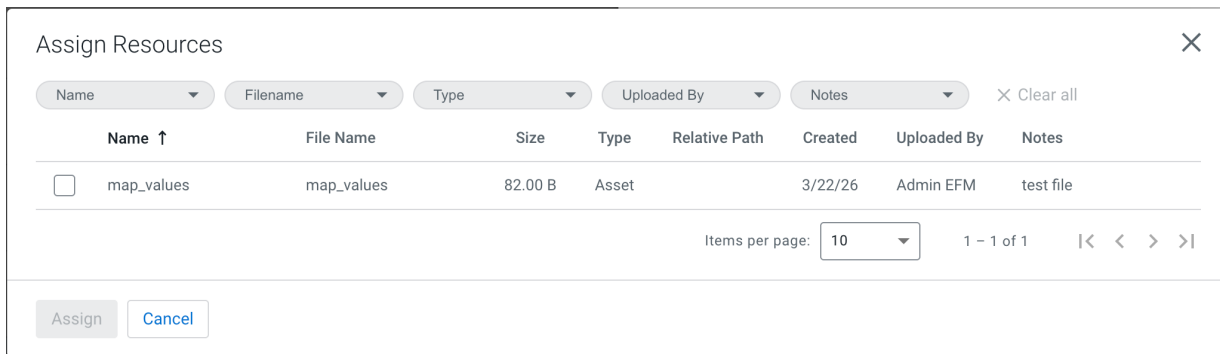 Assign Resources
Name Filename Type Uploaded By Notes Clear all
Name ↑ File Name Size Type Relative Path Created Uploaded By Notes
map_values map_values 82.00 B Asset 3/22/26 Admin EFM test file
Items per page: 10 1 – 1 of 1
Assign Cancel